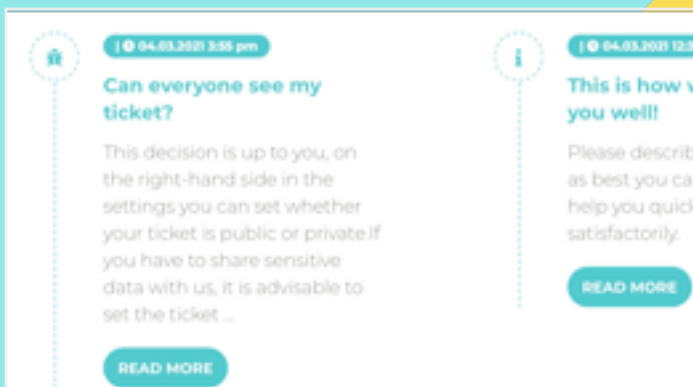 | 04.03.2021 3:55 pm
Can everyone see my
ticket?
This decision is up to you, on
the right-hand side in the
settings you can set whether
your ticket is public or private.If
you have to share sensitive
data with us, it is advisable to
set the ticket ...
READ MORE
| 04.03.2021 12:3
This is how
you well!
Please describ
as best you ca
help you quick
satisfactorily.
READ MORE